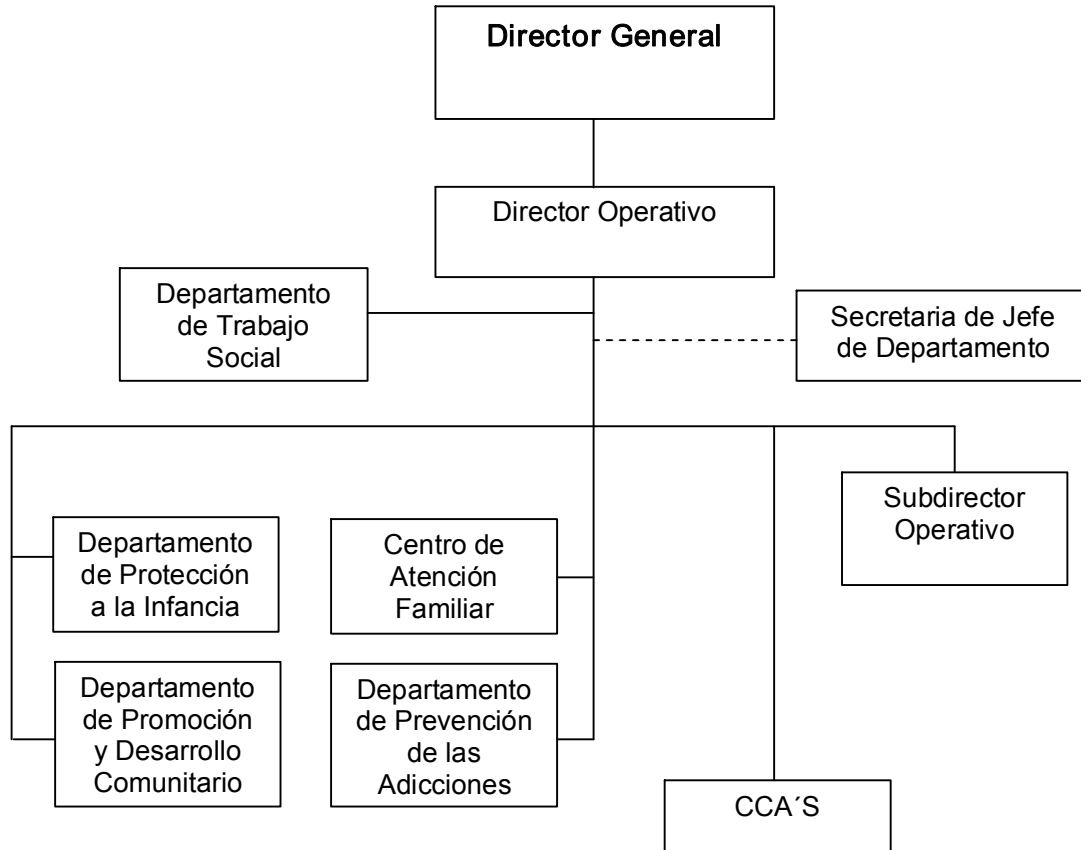 Director General
Director Operativo
Departamento
de Trabajo
Social
Secretaria de Jefe
de Departamento
Subdirector
Operativo
Departamento
de Protección
a la Infancia
Centro de
Atención
Familiar
Departamento
de Promoción
y Desarrollo
Comunitario
Departamento
de Prevención
de las
Adicciones
CCA´S